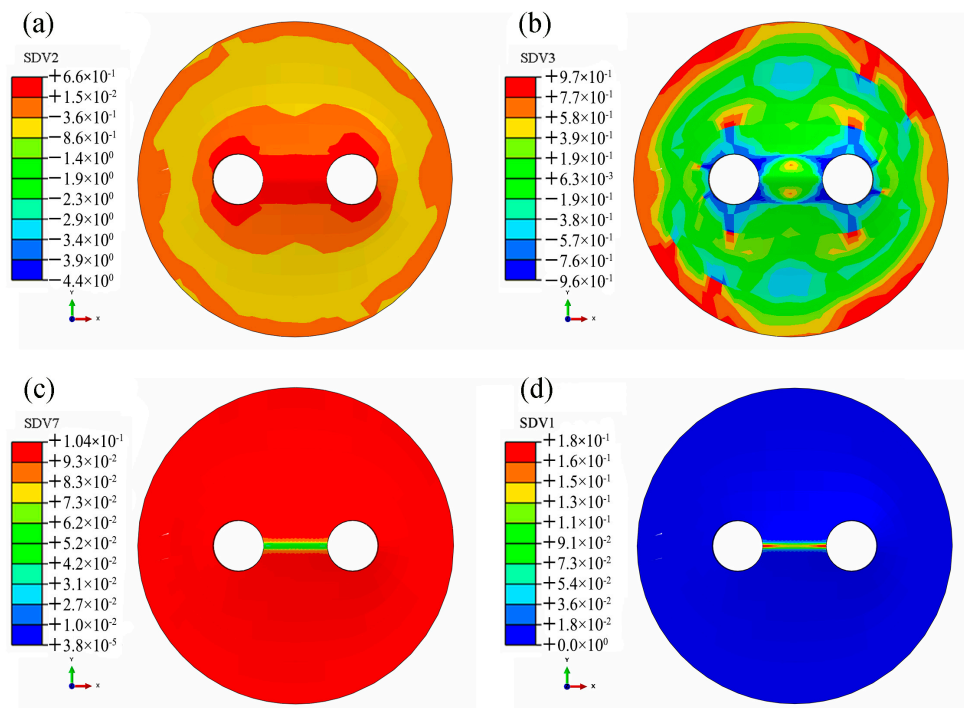 (a)
SDV2
+6.6×10⁻¹
+1.5×10⁻²
−3.6×10⁻¹
−8.6×10⁻¹
−1.4×10⁰
−1.9×10⁰
−2.3×10⁰
−2.9×10⁰
−3.4×10⁰
−3.9×10⁰
−4.4×10⁰
Y
X
(b)
SDV3
+9.7×10⁻¹
+7.7×10⁻¹
+5.8×10⁻¹
+3.9×10⁻¹
+1.9×10⁻¹
+6.3×10⁻³
−1.9×10⁻¹
−3.8×10⁻¹
−5.7×10⁻¹
−7.6×10⁻¹
−9.6×10⁻¹
Y
X
(c)
SDV7
+1.04×10⁻¹
+9.3×10⁻²
+8.3×10⁻²
+7.3×10⁻²
+6.2×10⁻²
+5.2×10⁻²
+4.2×10⁻²
+3.1×10⁻²
+2.7×10⁻²
+1.0×10⁻²
+3.8×10⁻⁵
Y
X
(d)
SDV1
+1.8×10⁻¹
+1.6×10⁻¹
+1.5×10⁻¹
+1.3×10⁻¹
+1.1×10⁻¹
+9.1×10⁻²
+7.3×10⁻²
+5.4×10⁻²
+3.6×10⁻²
+1.8×10⁻²
+0.0×10⁰
Y
X